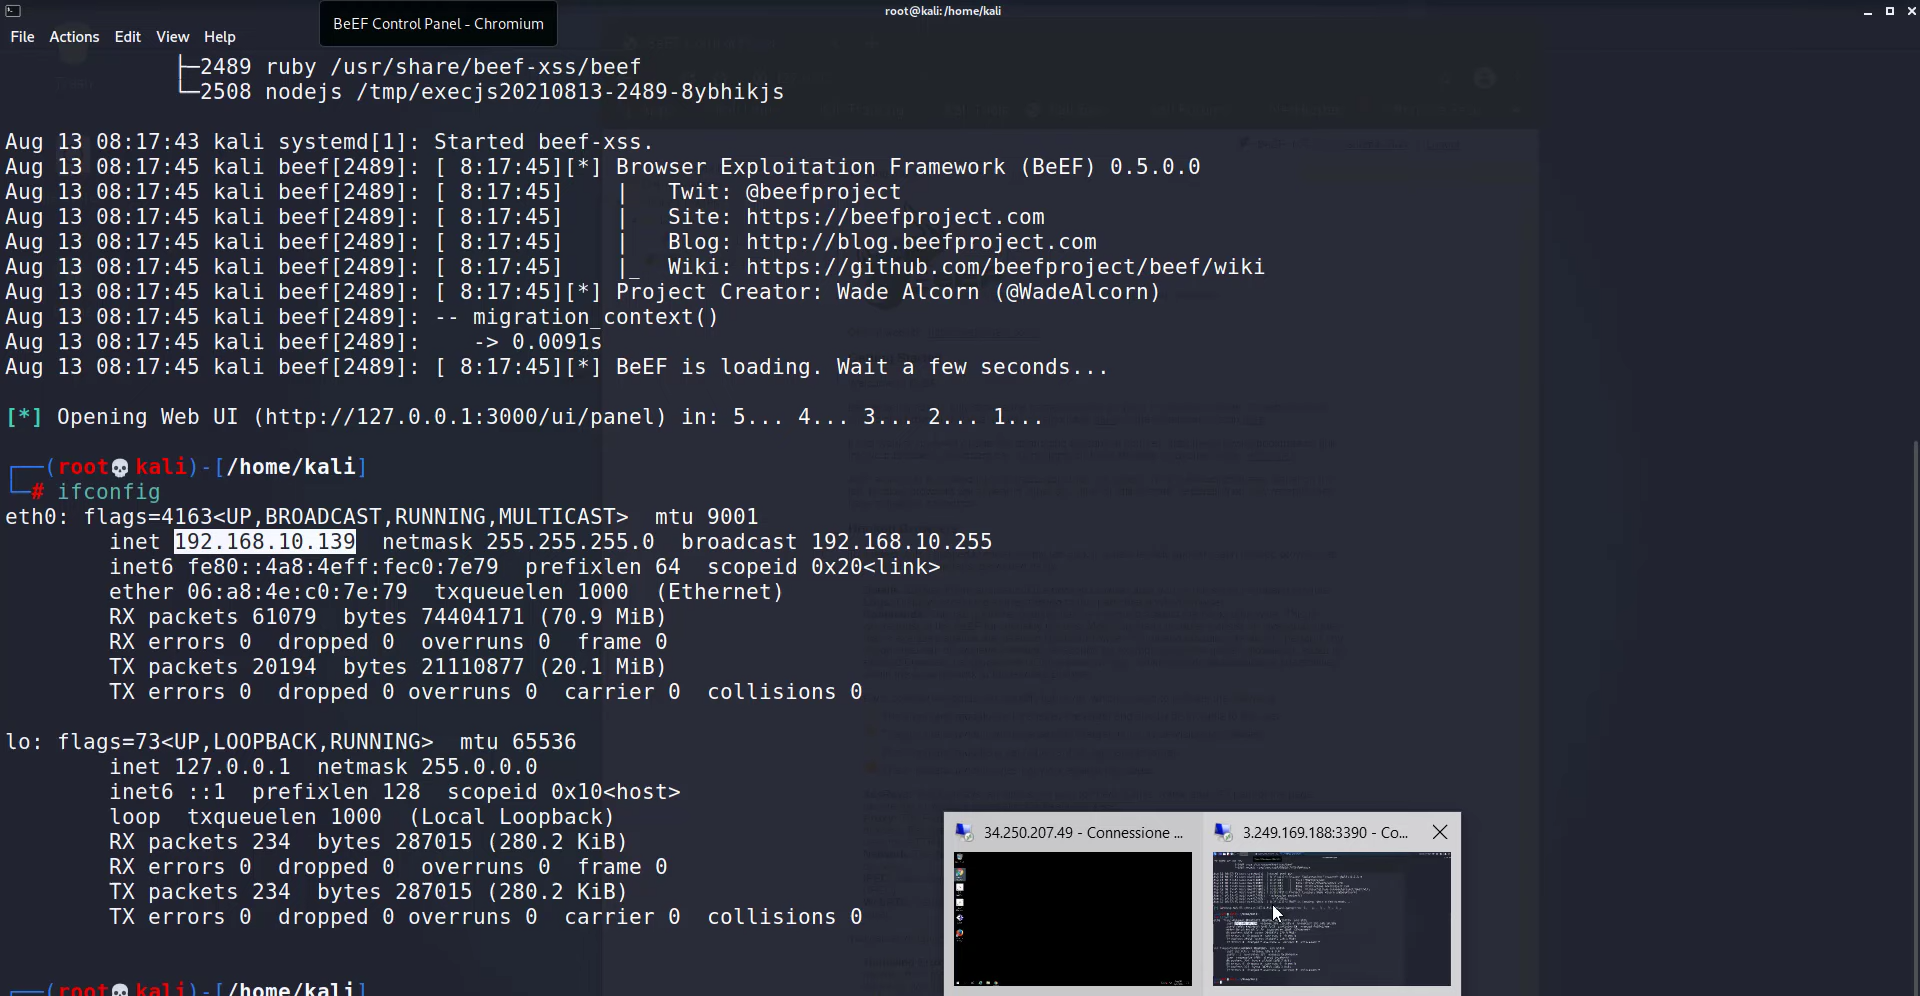 root@kali: /home/kali
BeEF Control Panel - Chromium
File Actions Edit View Help
├─2489 ruby /usr/share/beef-xss/beef
└─2508 nodejs /tmp/execjs20210813-2489-8ybhikjs
Aug 13 08:17:43 kali systemd[1]: Started beef-xss.
Aug 13 08:17:45 kali beef[2489]: [ 8:17:45][*] Browser Exploitation Framework (BeEF) 0.5.0.0
Aug 13 08:17:45 kali beef[2489]: [ 8:17:45]    |   Twit: @beefproject
Aug 13 08:17:45 kali beef[2489]: [ 8:17:45]    |   Site: https://beefproject.com
Aug 13 08:17:45 kali beef[2489]: [ 8:17:45]    |   Blog: http://blog.beefproject.com
Aug 13 08:17:45 kali beef[2489]: [ 8:17:45]    |_  Wiki: https://github.com/beefproject/beef/wiki
Aug 13 08:17:45 kali beef[2489]: [ 8:17:45][*] Project Creator: Wade Alcorn (@WadeAlcorn)
Aug 13 08:17:45 kali beef[2489]: -- migration_context()
Aug 13 08:17:45 kali beef[2489]:    -> 0.0091s
Aug 13 08:17:45 kali beef[2489]: [ 8:17:45][*] BeEF is loading. Wait a few seconds...
[*] Opening Web UI (http://127.0.0.1:3000/ui/panel) in: 5... 4... 3... 2... 1...
┌──(root💀kali)-[/home/kali]
└─# ifconfig
eth0: flags=4163<UP,BROADCAST,RUNNING,MULTICAST>  mtu 9001
inet 192.168.10.139  netmask 255.255.255.0  broadcast 192.168.10.255
inet6 fe80::4a8:4eff:fec0:7e79  prefixlen 64  scopeid 0x20<link>
ether 06:a8:4e:c0:7e:79  txqueuelen 1000  (Ethernet)
RX packets 61079  bytes 74404171 (70.9 MiB)
RX errors 0  dropped 0  overruns 0  frame 0
TX packets 20194  bytes 21110877 (20.1 MiB)
TX errors 0  dropped 0 overruns 0  carrier 0  collisions 0
lo: flags=73<UP,LOOPBACK,RUNNING>  mtu 65536
inet 127.0.0.1  netmask 255.0.0.0
inet6 ::1  prefixlen 128  scopeid 0x10<host>
loop  txqueuelen 1000  (Local Loopback)
RX packets 234  bytes 287015 (280.2 KiB)
RX errors 0  dropped 0  overruns 0  frame 0
TX packets 234  bytes 287015 (280.2 KiB)
TX errors 0  dropped 0 overruns 0  carrier 0  collisions 0
34.250.207.49 - Connessione ...
3.249.169.188:3390 - Co...
┌──(root💀kali)-[/home/kali]